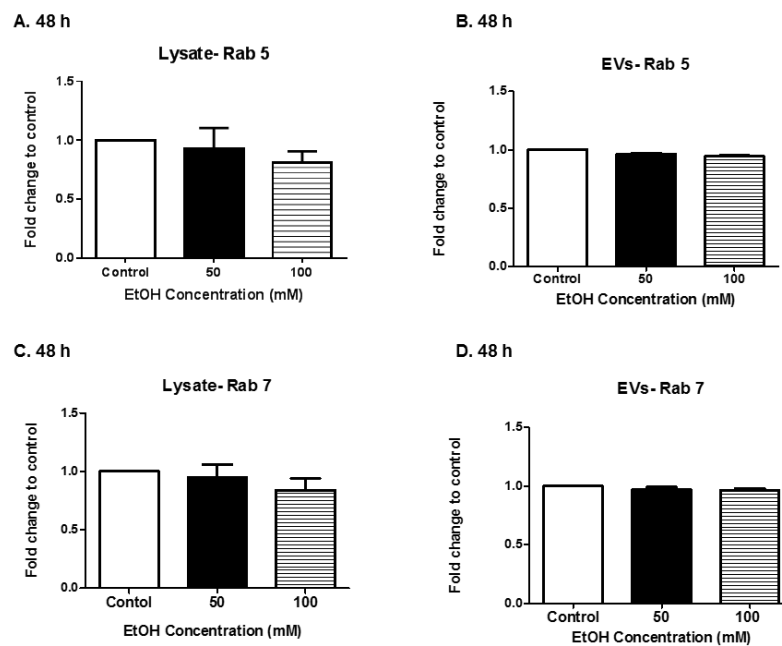 A. 48 h
Lysate- Rab 5
Fold change to control
1.5
1.0
0.5
0.0
Control 50 100
EtOH Concentration (mM)
B. 48 h
EVs- Rab 5
Fold change to control
1.5
1.0
0.5
0.0
Control 50 100
EtOH Concentration (mM)
C. 48 h
Lysate- Rab 7
Fold change to control
1.5
1.0
0.5
0.0
Contol 50 100
EtOH Concentration (mM)
D. 48 h
EVs- Rab 7
Fold change to control
1.5
1.0
0.5
0.0
Control 50 100
EtOH Concentration (mM)